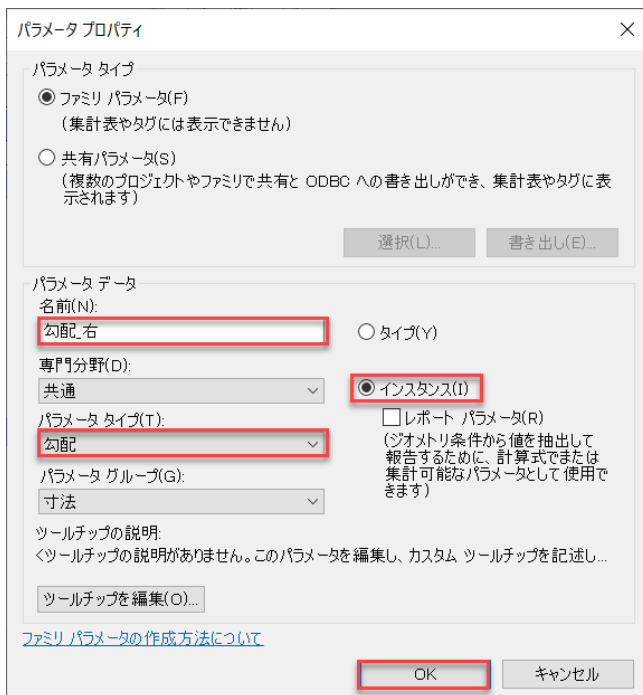 パラメータ プロパティ
パラメータ タイプ
ファミリ パラメータ(F)
(集計表やタグには表示できません)
共有パラメータ(S)
(複数のプロジェクトやファミリで共有と ODBC への書き出しができ、集計表やタグに表
示されます)
選択(L)...
書き出し(E)...
パラメータ データ
名前(N):
勾配_右
タイプ(Y)
専門分野(D):
共通
インスタンス(I)
パラメータ タイプ(T):
レポート パラメータ(R)
勾配
(ジオメトリ条件から値を抽出して
報告するために、計算式でまたは
集計可能なパラメータとして使用で
きます)
パラメータ グループ(G):
寸法
ツールチップの説明:
<ツールチップの説明がありません。このパラメータを編集し、カスタム ツールチップを記述し...
ツールチップを編集(O)...
ファミリ パラメータの作成方法について
OK
キャンセル